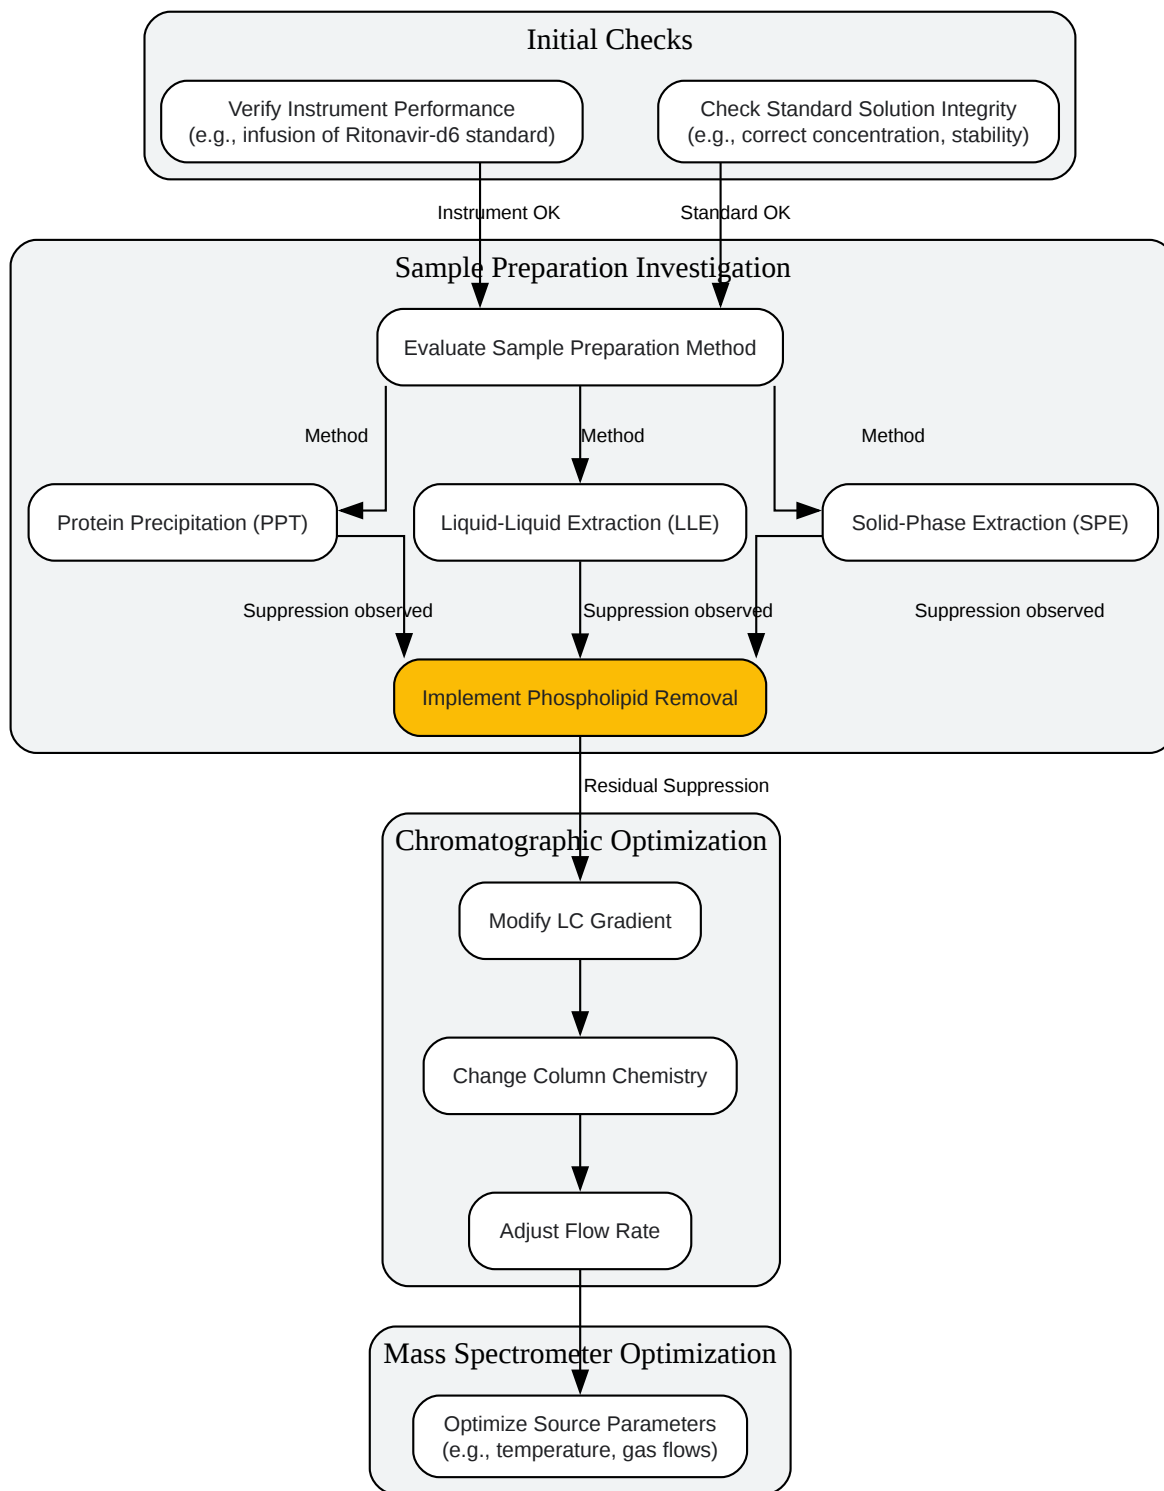 Initial Checks
Verify Instrument Performance
(e.g., infusion of Ritonavir-d6 standard)
Check Standard Solution Integrity
(e.g., correct concentration, stability)
Instrument OK
Standard OK
Sample Preparation Investigation
Evaluate Sample Preparation Method
Method
Method
Method
Protein Precipitation (PPT)
Liquid-Liquid Extraction (LLE)
Solid-Phase Extraction (SPE)
Suppression observed
Suppression observed
Suppression observed
Implement Phospholipid Removal
Residual Suppression
Chromatographic Optimization
Modify LC Gradient
Change Column Chemistry
Adjust Flow Rate
Mass Spectrometer Optimization
Optimize Source Parameters
(e.g., temperature, gas flows)